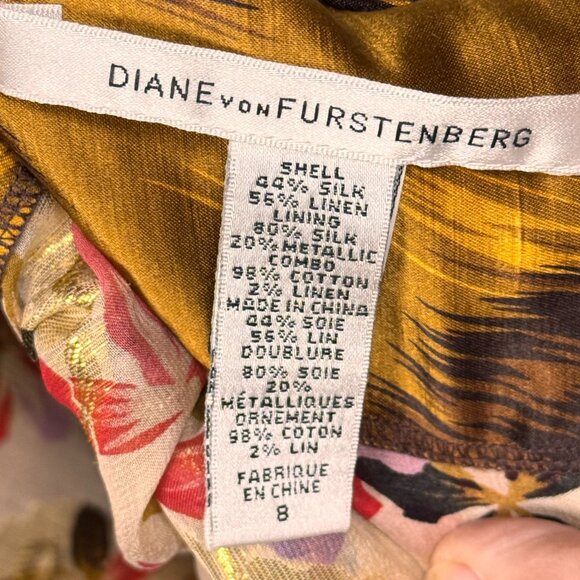 DIANE VON FURSTENBERG
SHELL
44% SILK
56% LINEN
LINING
80% SILK
20% METALLIC
COMBO
98% COTTON
2% LINEN
MADE IN CHINA
44% SOIE
56% LIN
DOUBLURE
80% SOIE
20%
MÉTALLIQUES
ORNEMENT
98% COTON
2% LIN
FABRIQUE
EN CHINE
8